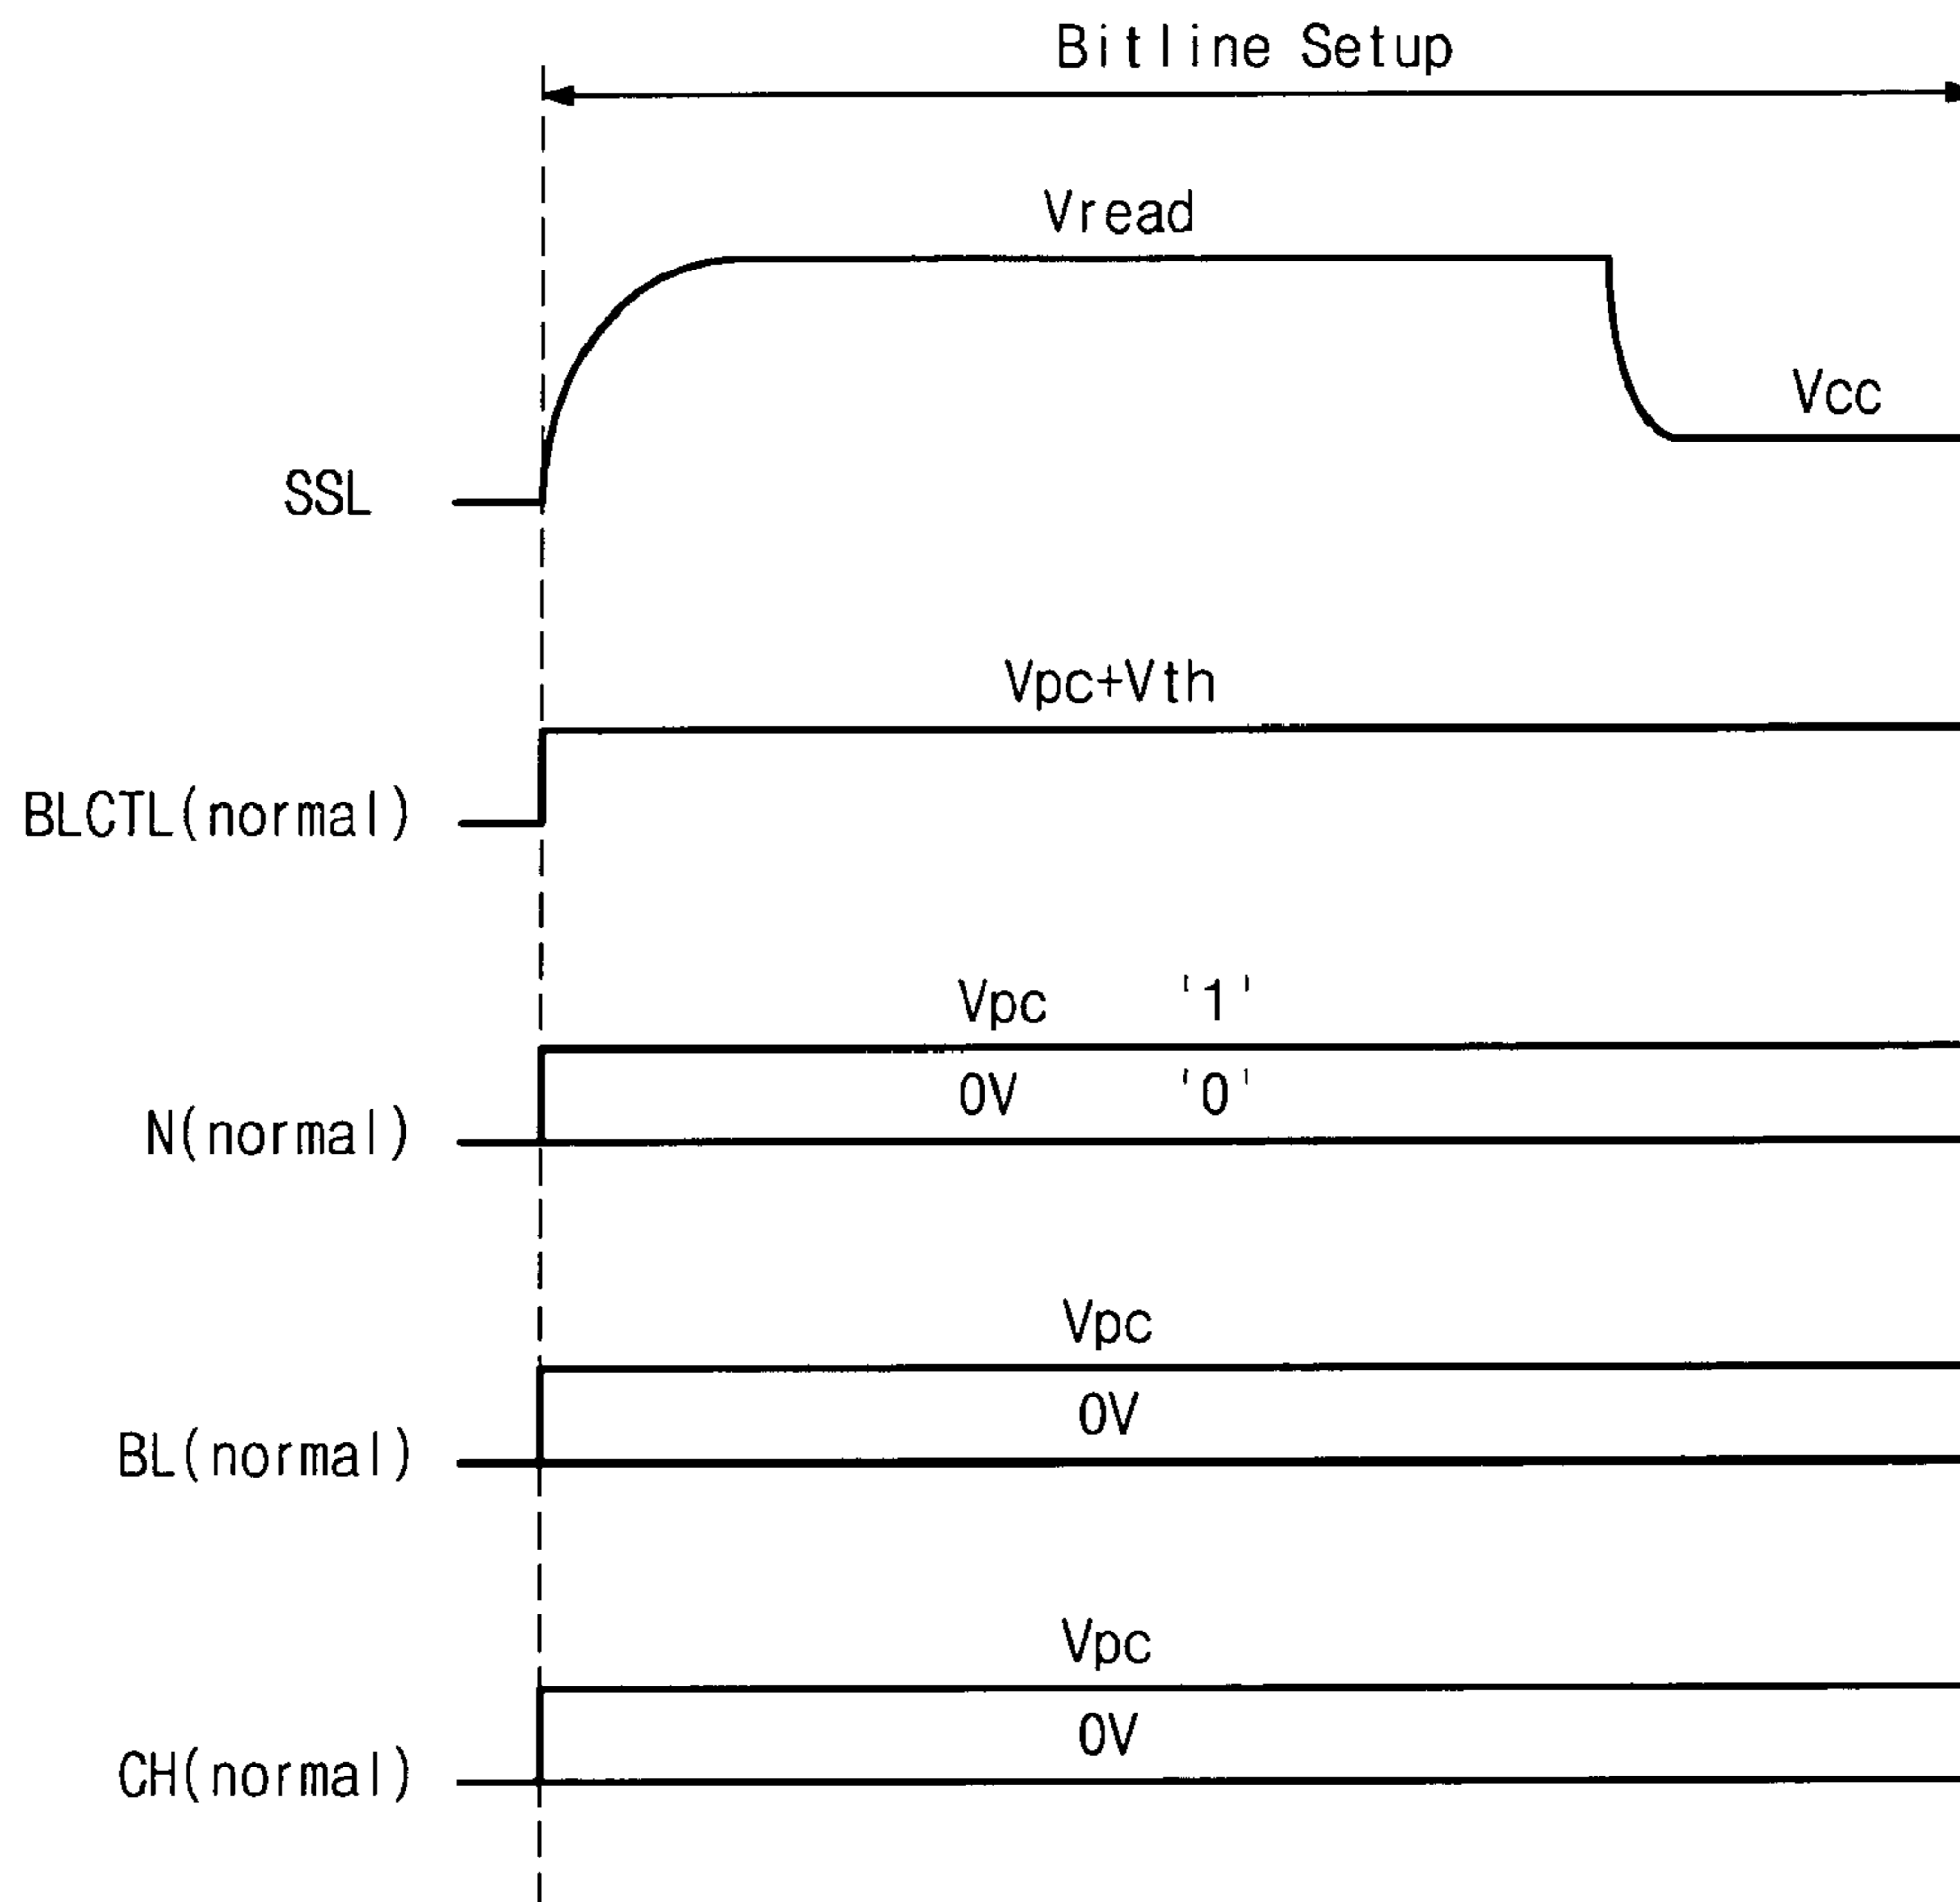 Bitline Setup
Vread
Vcc
SSL
Vpc+Vth
BLCTL(normal)
Vpc '1'
0V '0'
N(normal)
Vpc
0V
BL(normal)
Vpc
0V
CH(normal)